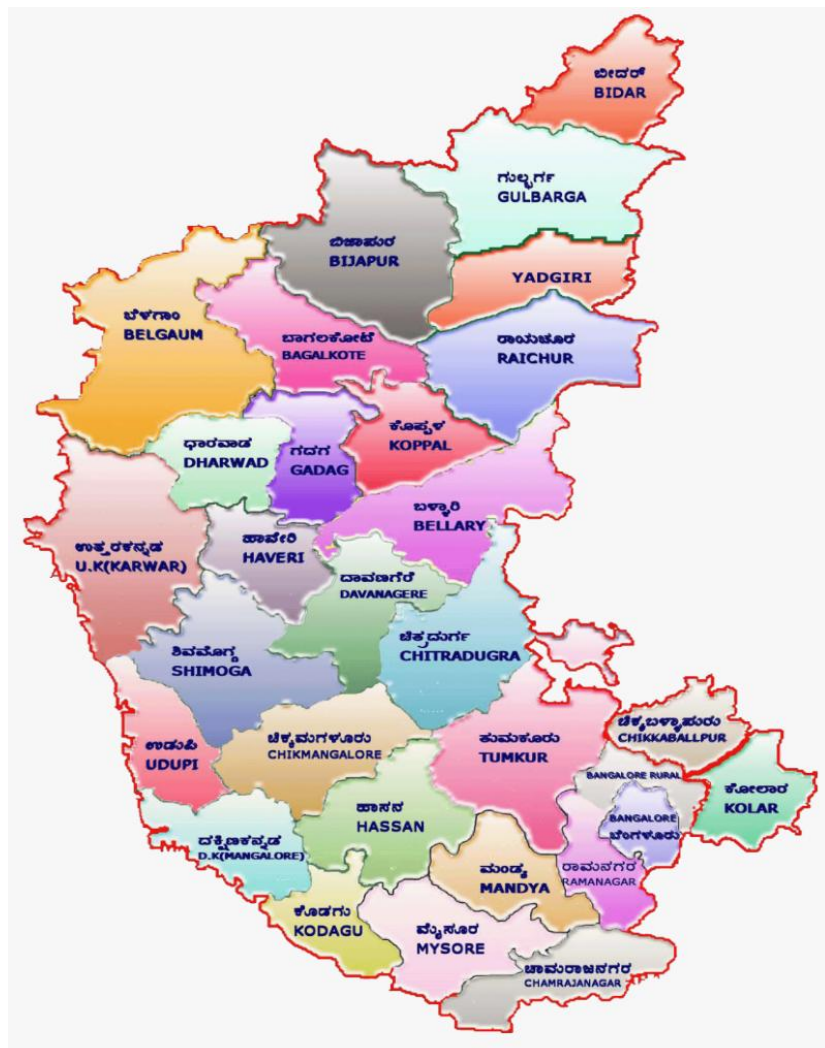 ಬೀದರ್
BIDAR
ಗುಲ್ಬರ್ಗ
GULBARGA
ಬಿಜಾಪುರ
BIJAPUR
YADGIRI
ಬೆಳಗಾಂ
BELGAUM
ಬಾಗಲಕೋಟೆ
BAGALKOTE
ರಾಯಚೂರ
RAICHUR
ಧಾರವಾಡ
DHARWAD
ಗದಗ
GADAG
ಕೊಪ್ಪಳ
KOPPAL
ಬಳ್ಳಾರಿ
BELLARY
ಉತ್ತರಕನ್ನಡ
U.K(KARWAR)
ಹಾವೇರಿ
HAVERI
ದಾವಣಗೆರೆ
DAVANAGERE
ಶಿವಮೊಗ್ಗ
SHIMOGA
ಚಿತ್ರದುರ್ಗ
CHITRADUGRA
ಉಡುಪಿ
UDUPI
ಚಿಕ್ಕಮಗಳೂರು
CHIKMANGALORE
ತುಮಕೂರು
TUMKUR
ಚಿಕ್ಕಬಳ್ಳಾಪುರು
CHIKKABALLPUR
BANGALORE RURAL
ಕೋಲಾರ
KOLAR
BANGALORE
ಬೆಂಗಳೂರು
ಹಾಸನ
HASSAN
ದಕ್ಷಿಣಕನ್ನಡ
D.K(MANGALORE)
ಮಂಡ್ಯ
MANDYA
ರಾಮನಗರ
RAMANAGAR
ಕೊಡಗು
KODAGU
ಮೈಸೂರ
MYSORE
ಚಾಮರಾಜನಗರ
CHAMRAJANAGAR